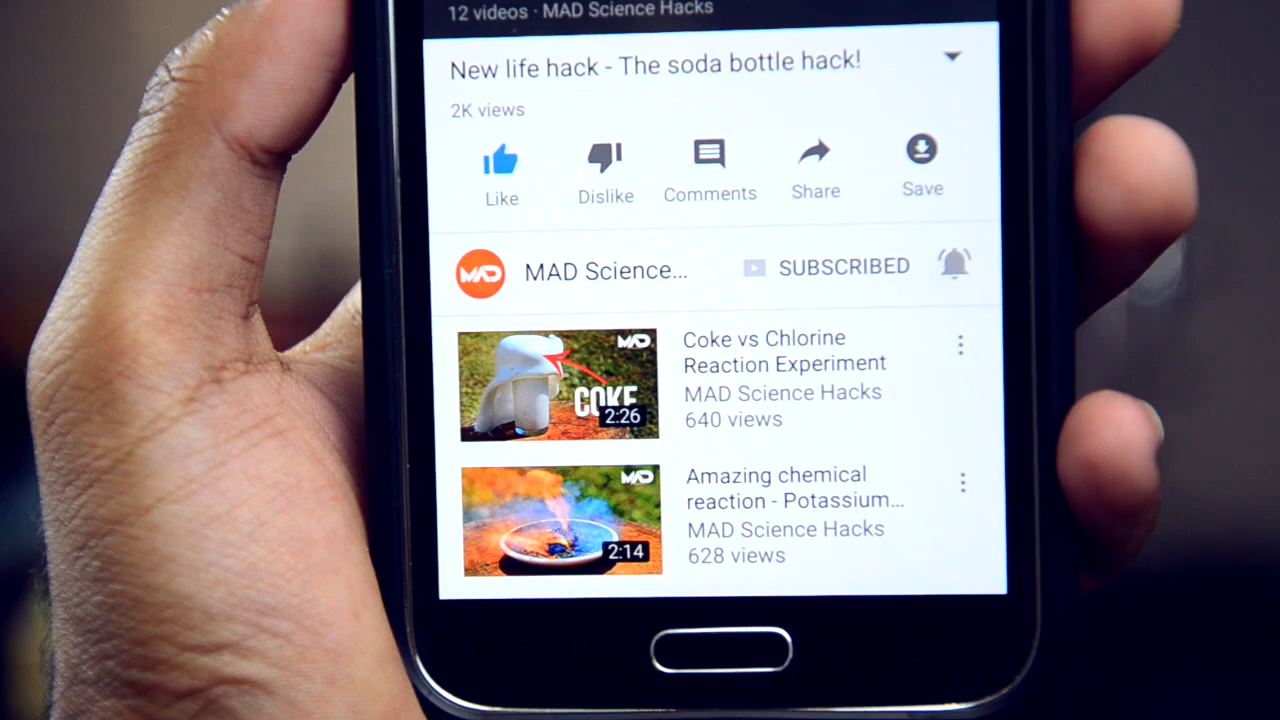 12 videos · MAD Science Hacks
New life hack - The soda bottle hack!
2K views
Like Dislike Comments Share Save
MAD MAD Science... SUBSCRIBED
MAD
COKE
2:26
Coke vs Chlorine
Reaction Experiment
MAD Science Hacks
640 views
MAD
2:14
Amazing chemical
reaction - Potassium...
MAD Science Hacks
628 views